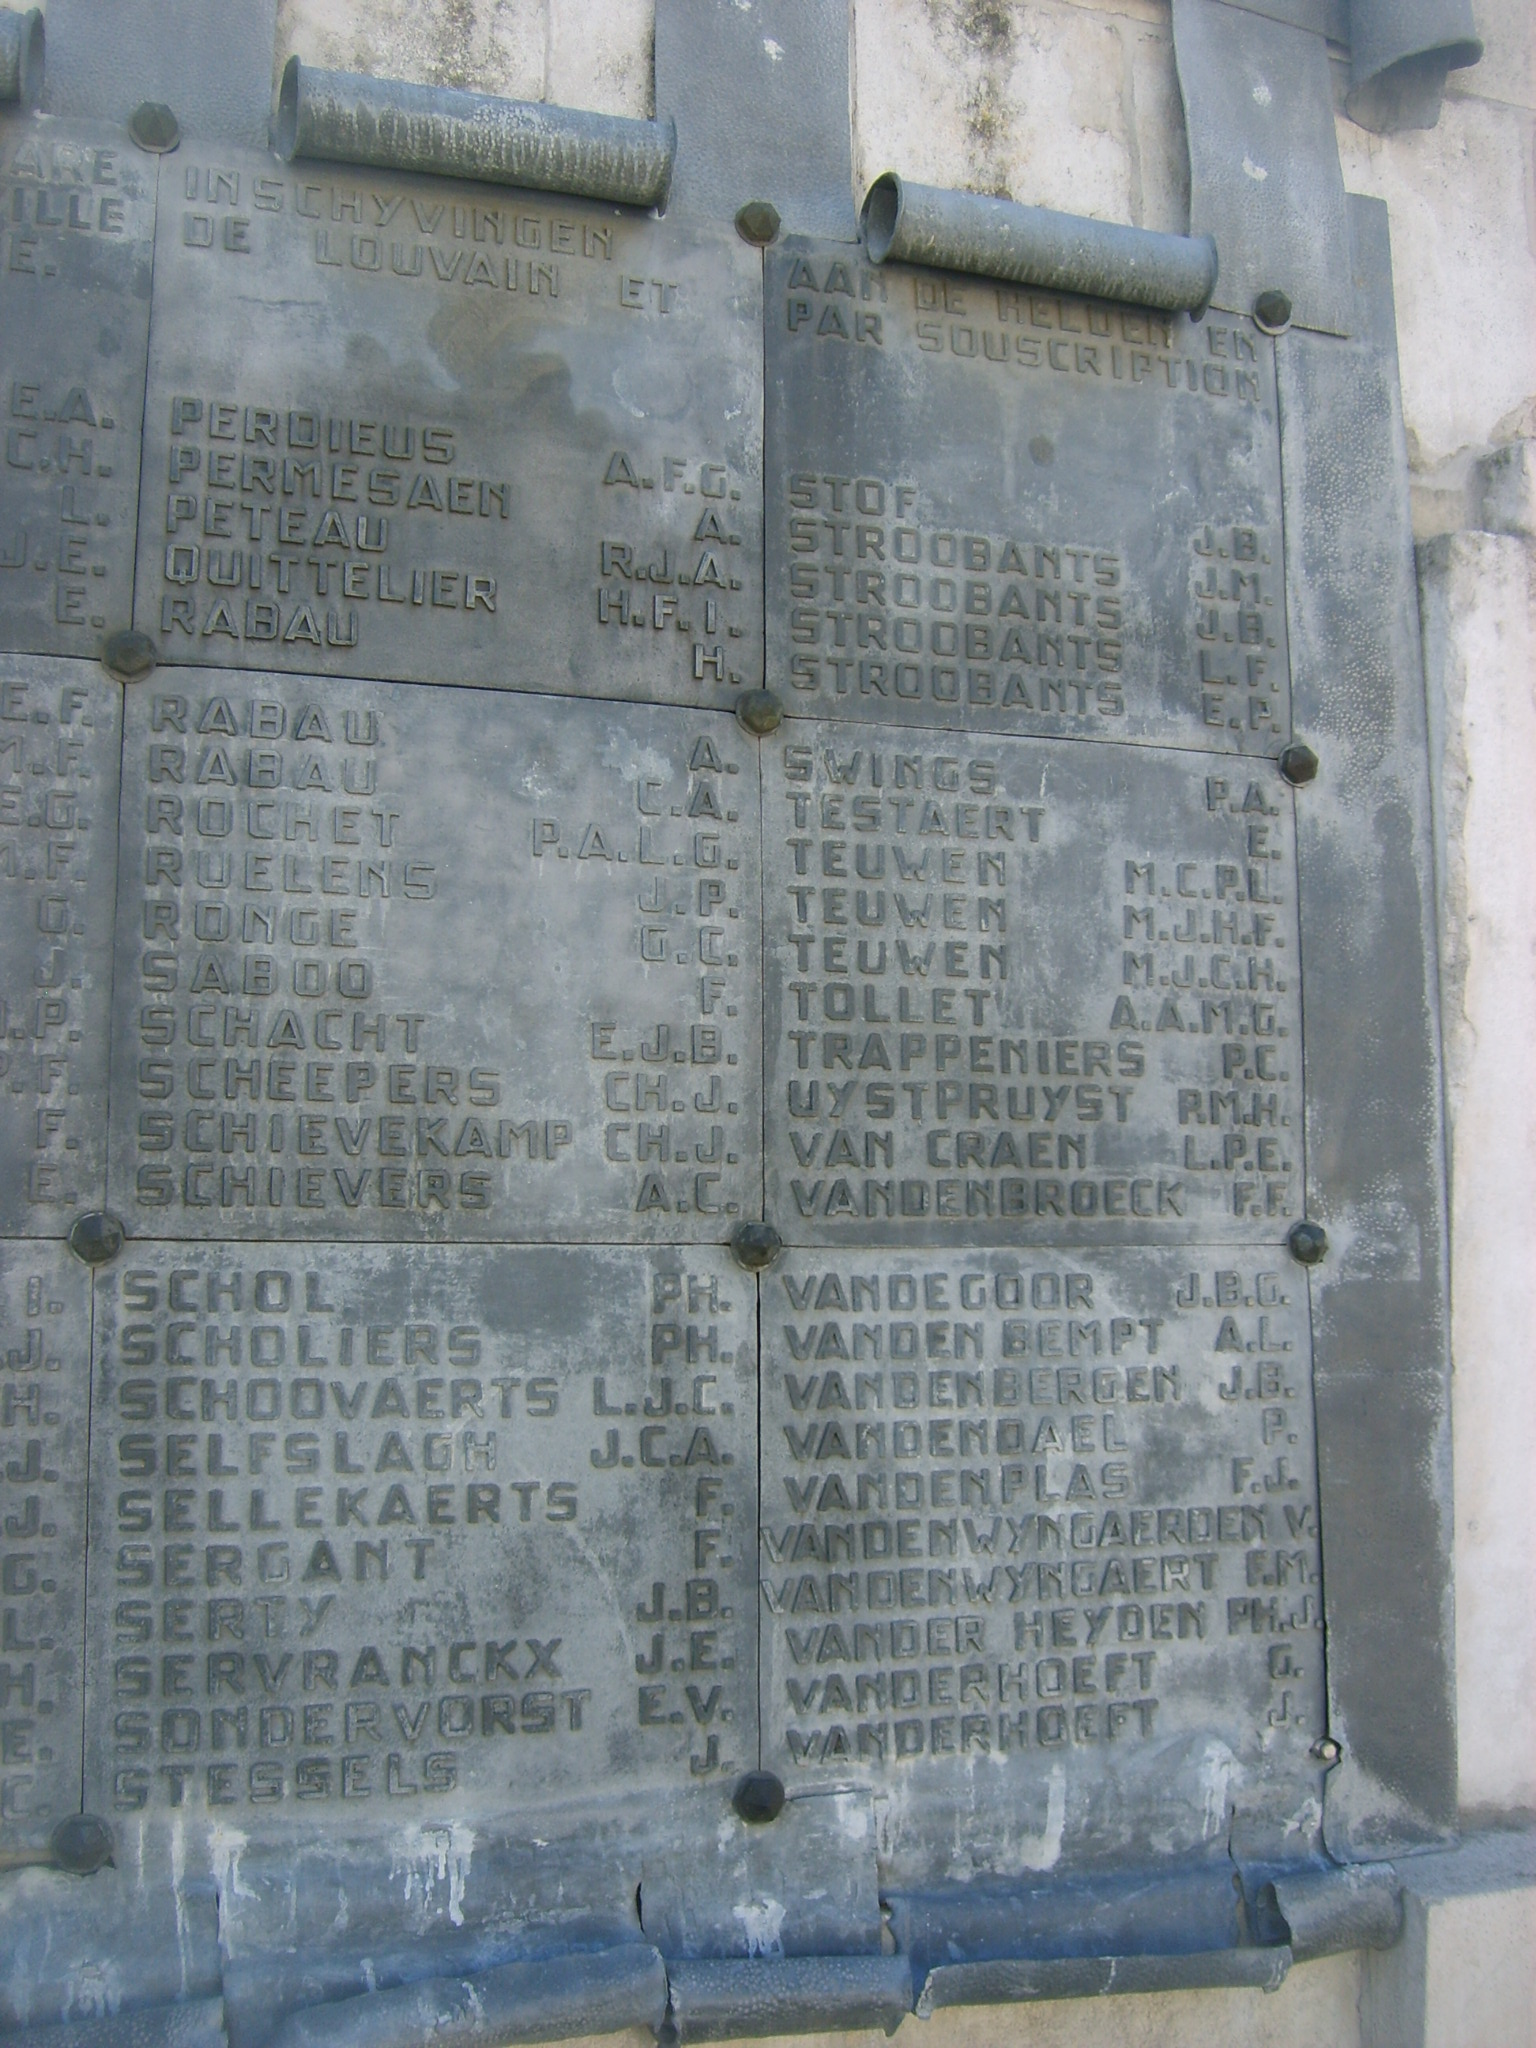 ARE
ILLE
E.
E.A.
C.H.
L.
J.E.
E.
E.F.
M.F.
E.G.
M.F.
G.
J.
P.
F.
F.
E.
I.
J.
H.
J.
J.
G.
L.
H.
E.
C.
INSCHYVINGEN
DE LOUVAIN ET
PERDIEUS A.F.G.
PERMESAEN A.
PETEAU R.J.A.
QUITTELIER H.F.I.
RABAU H.
RABAU A.
RABAU C.A.
ROCHET P.A.L.G.
RUELENS J.P.
RONGE G.C.
SABOO F.
SCHACHT E.J.B.
SCHEEPERS CH.J.
SCHIEVEKAMP CH.J.
SCHIEVERS A.C.
SCHOL PH.
SCHOLIERS PH.
SCHOOVAERTS L.J.C.
SELFSLAGH J.C.A.
SELLEKAERTS F.
SERGANT F.
SERTY J.B.
SERVRANCKX J.E.
SONDERVORST E.V.
STESSELS J.
AAN DE HELDEN EN
PAR SOUSCRIPTION
STOF J.B.
STROOBANTS J.M.
STROOBANTS J.B.
STROOBANTS L.F.
STROOBANTS E.P.
SWINGS P.A.
TESTAERT E.
TEUWEN M.C.P.L.
TEUWEN M.J.H.F.
TEUWEN M.J.C.H.
TOLLET A.A.M.G.
TRAPPENIERS P.C.
UYSTPRUYST P.M.H.
VAN CRAEN L.P.E.
VANDENBROECK F.F.
VANDEGOOR J.B.G.
VANDEN BEMPT A.L.
VANDENBERGEN J.B.
VANDENDAEL P.
VANDENPLAS F.J.
VANDENWYNGAERDEN V.
VANDENWYNGAERT F.M.
VANDER HEYDEN PH.J.
VANDERHOEFT G.
VANDERHOEFT J.